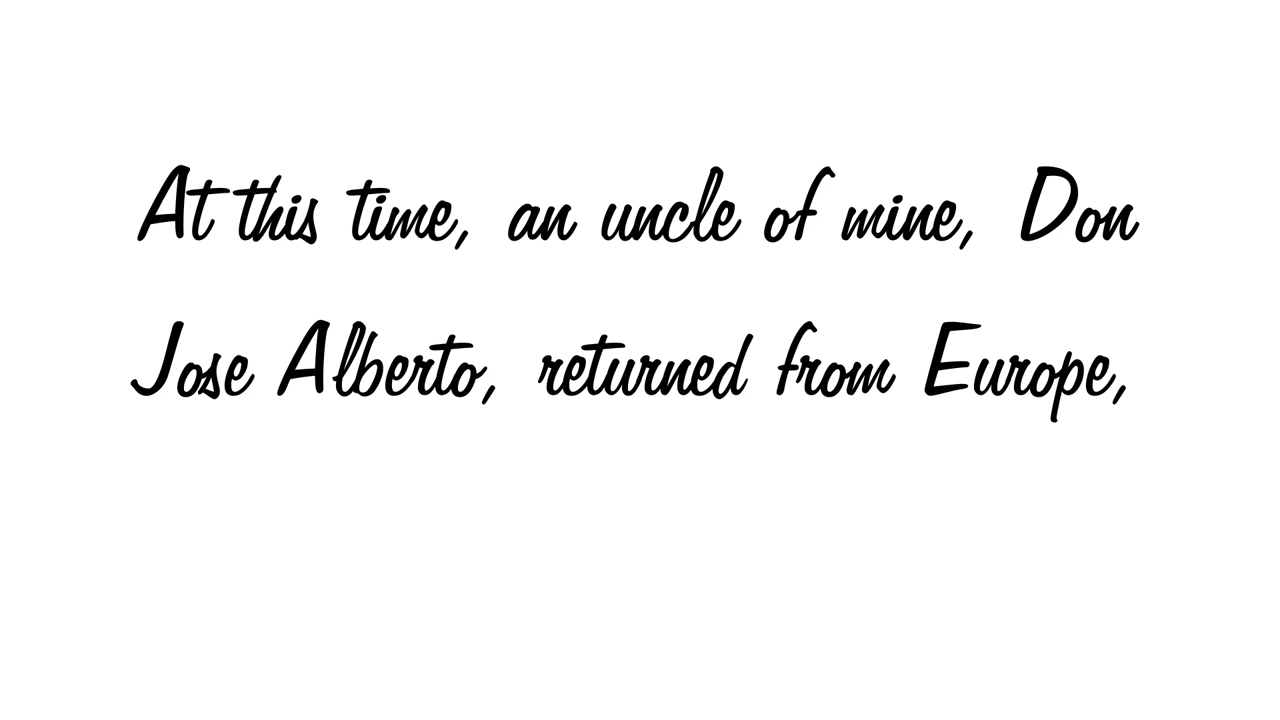 At this time, an uncle of mine, Don
Jose Alberto, returned from Europe,